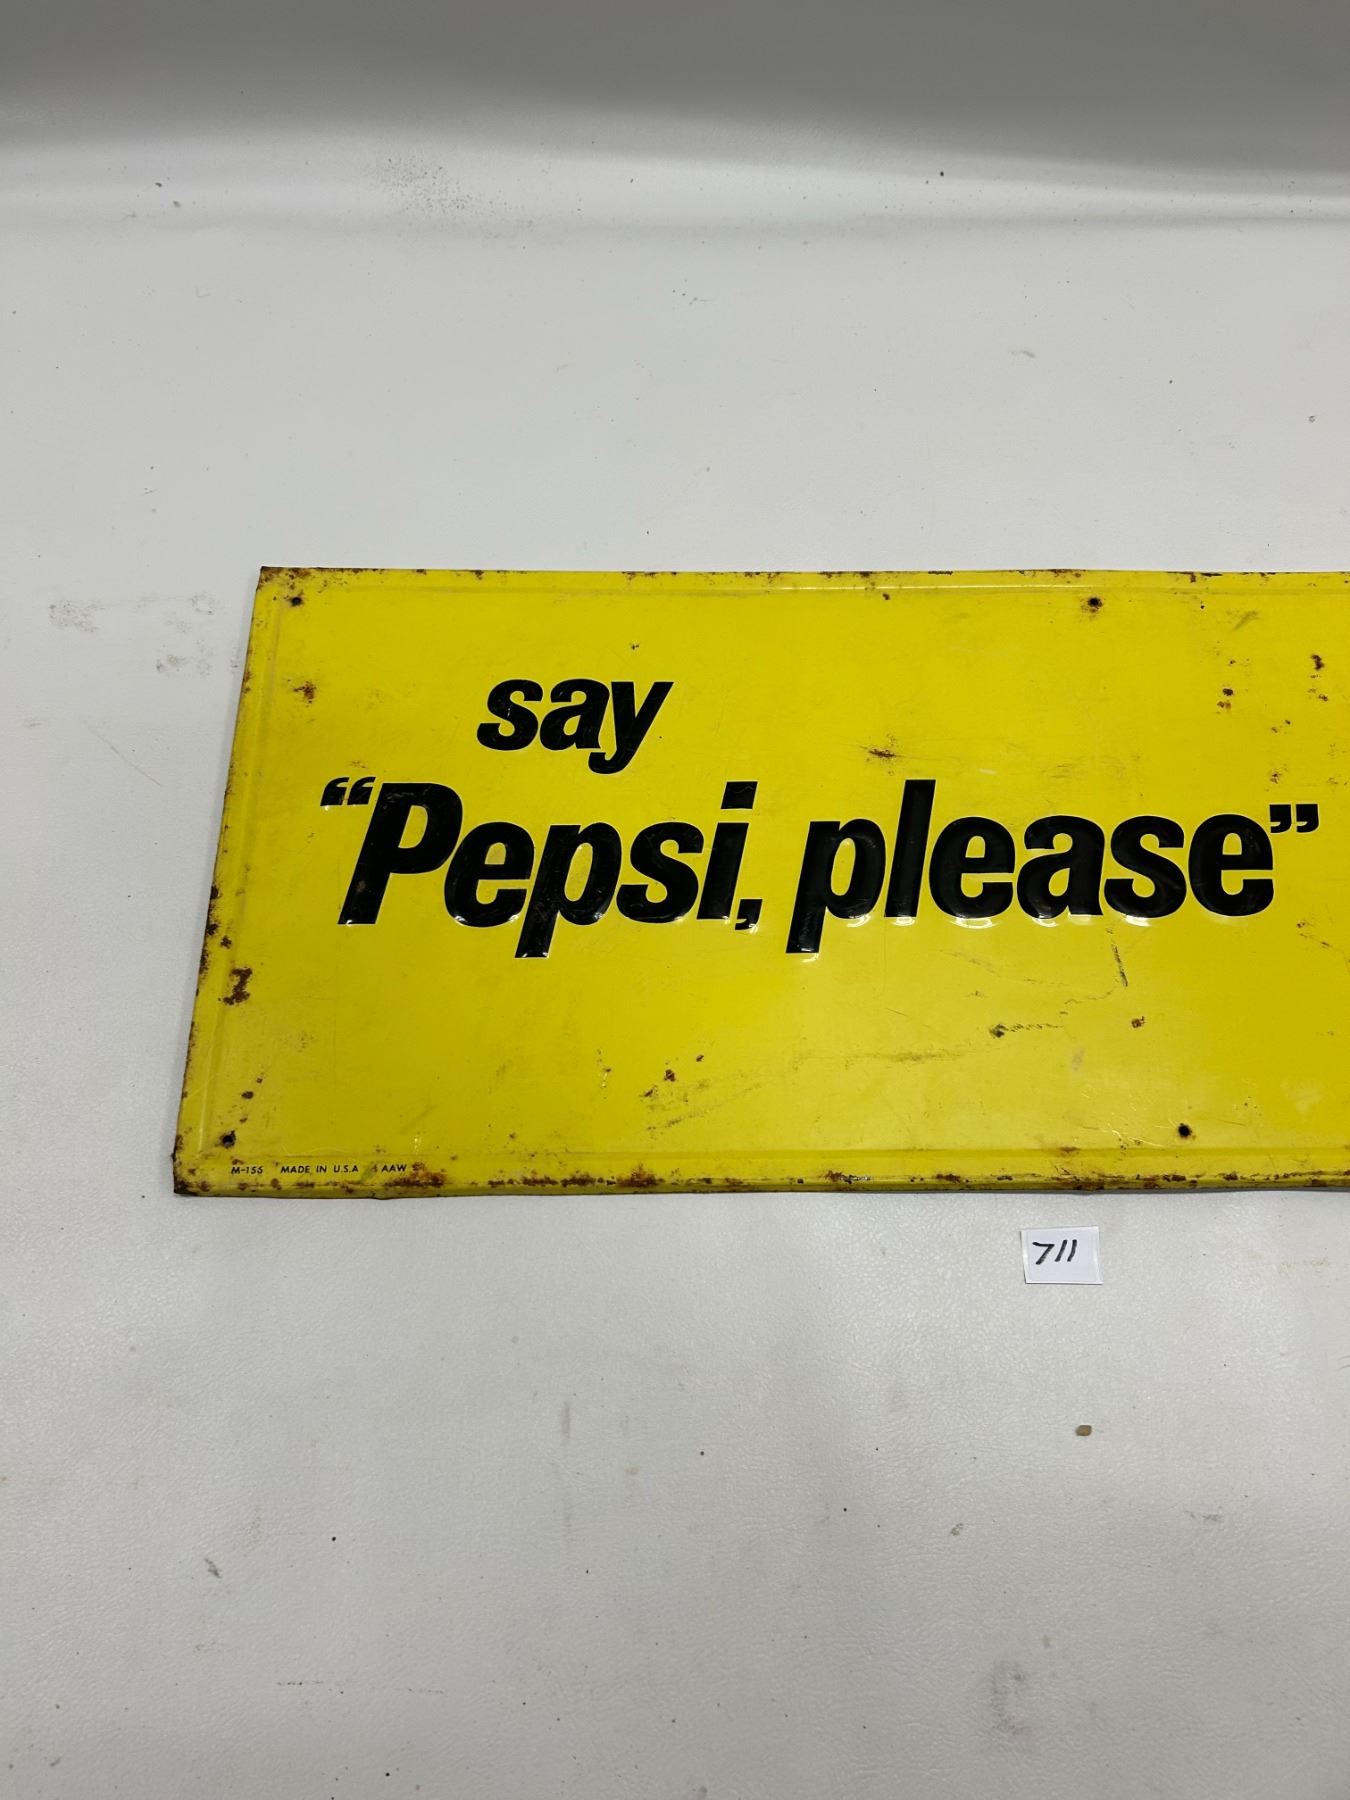 say
“Pepsi, please”
M-156 MADE IN U.S.A AAW
711